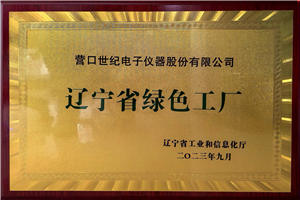 营口世纪电子仪器股份有限公司
辽宁省绿色工厂
辽宁省工业和信息化厅
二〇二三年九月